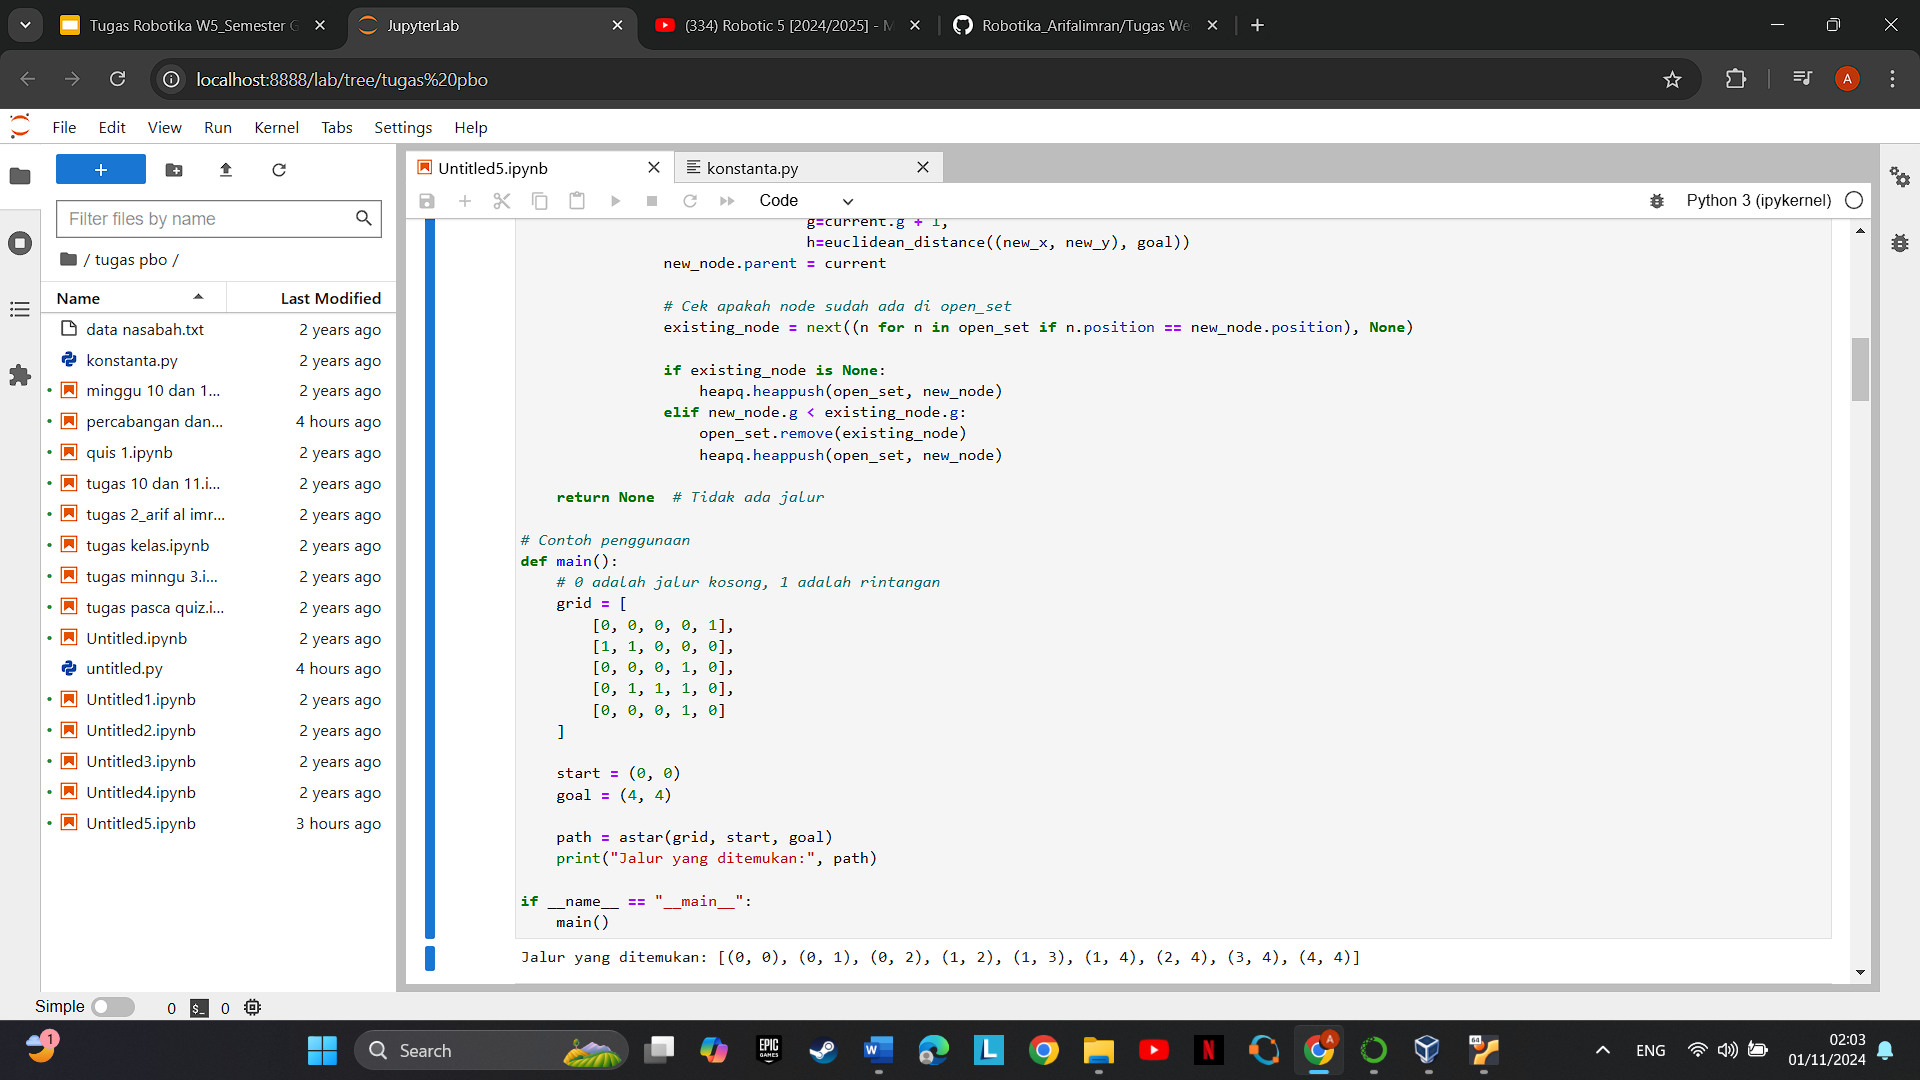 Tugas Robotika W5_Semester G
JupyterLab
(334) Robotic 5 [2024/2025] - M
Robotika_Arifalimran/Tugas We
localhost:8888/lab/tree/tugas%20pbo
A
File Edit View Run Kernel Tabs Settings Help
Filter files by name
/ tugas pbo /
Name Last Modified
data nasabah.txt 2 years ago
konstanta.py 2 years ago
minggu 10 dan 1... 2 years ago
percabangan dan... 4 hours ago
quis 1.ipynb 2 years ago
tugas 10 dan 11.i... 2 years ago
tugas 2_arif al imr... 2 years ago
tugas kelas.ipynb 2 years ago
tugas minngu 3.i... 2 years ago
tugas pasca quiz.i... 2 years ago
Untitled.ipynb 2 years ago
untitled.py 4 hours ago
Untitled1.ipynb 2 years ago
Untitled2.ipynb 2 years ago
Untitled3.ipynb 2 years ago
Untitled4.ipynb 2 years ago
Untitled5.ipynb 3 hours ago
Untitled5.ipynb konstanta.py
Code Python 3 (ipykernel)
g=current.g + 1,
h=euclidean_distance((new_x, new_y), goal))
new_node.parent = current
# Cek apakah node sudah ada di open_set
existing_node = next((n for n in open_set if n.position == new_node.position), None)
if existing_node is None:
heapq.heappush(open_set, new_node)
elif new_node.g < existing_node.g:
open_set.remove(existing_node)
heapq.heappush(open_set, new_node)
return None  # Tidak ada jalur
# Contoh penggunaan
def main():
# 0 adalah jalur kosong, 1 adalah rintangan
grid = [
[0, 0, 0, 0, 1],
[1, 1, 0, 0, 0],
[0, 0, 0, 1, 0],
[0, 1, 1, 1, 0],
[0, 0, 0, 1, 0]
]
start = (0, 0)
goal = (4, 4)
path = astar(grid, start, goal)
print("Jalur yang ditemukan:", path)
if __name__ == "__main__":
main()
Jalur yang ditemukan: [(0, 0), (0, 1), (0, 2), (1, 2), (1, 3), (1, 4), (2, 4), (3, 4), (4, 4)]
Simple 0 $_ 0
1
Search
EPIC GAMES
W
L
N
A
64
ENG
02:03
01/11/2024